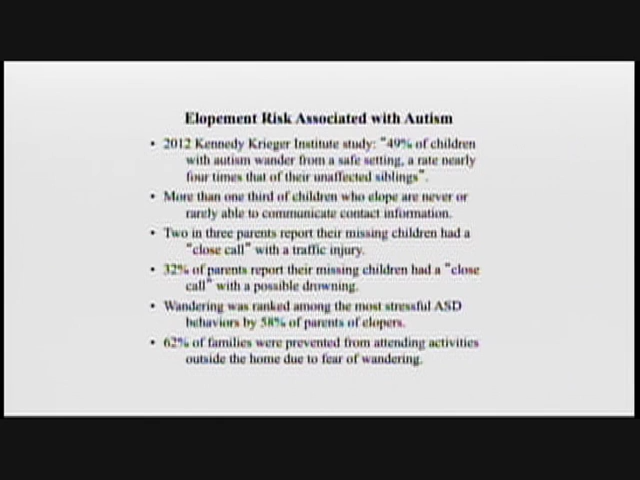 Elopement Risk Associated with Autism
• 2012 Kennedy Krieger Institute study: "49% of children
with autism wander from a safe setting, a rate nearly
four times that of their unaffected siblings".
• More than one third of children who elope are never or
rarely able to communicate contact information.
• Two in three parents report their missing children had a
"close call" with a traffic injury.
• 32% of parents report their missing children had a "close
call" with a possible drowning.
• Wandering was ranked among the most stressful ASD
behaviors by 58% of parents of elopers.
• 62% of families were prevented from attending activities
outside the home due to fear of wandering.